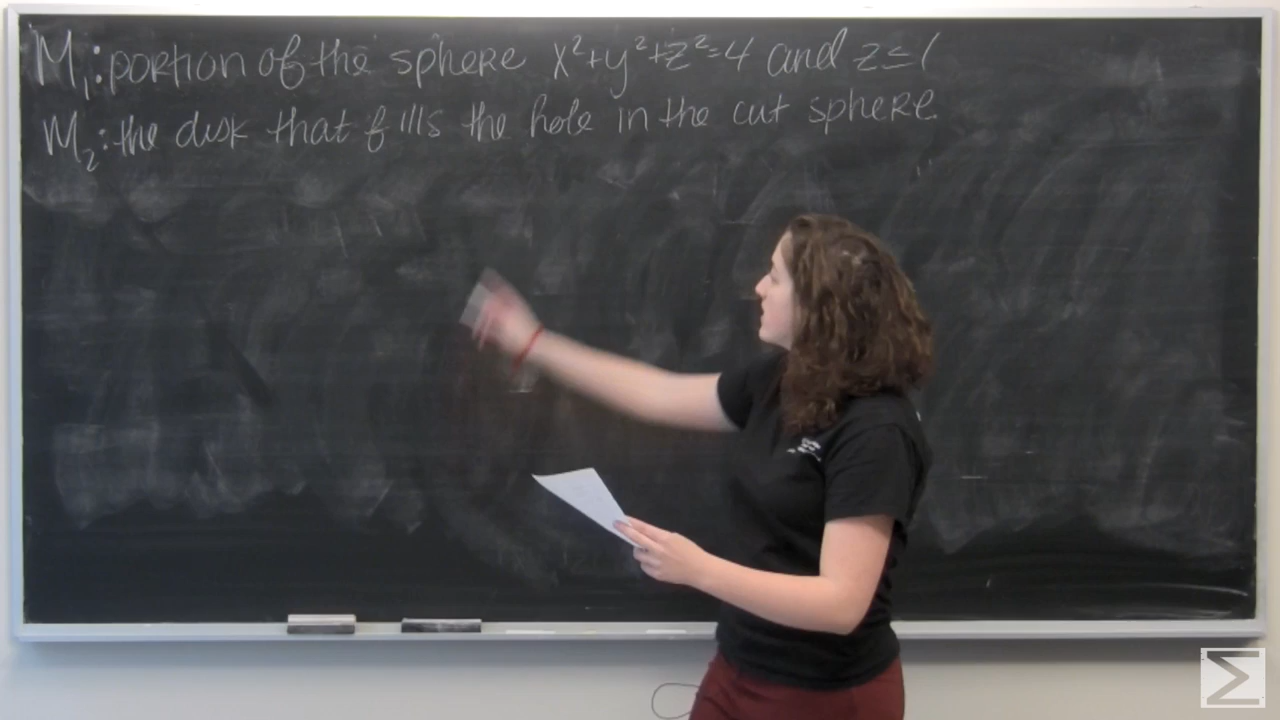 M₁: portion of the sphere x²+y²+z²=4 and z≤1
M₂: the disk that fills the hole in the cut sphere.
Σ